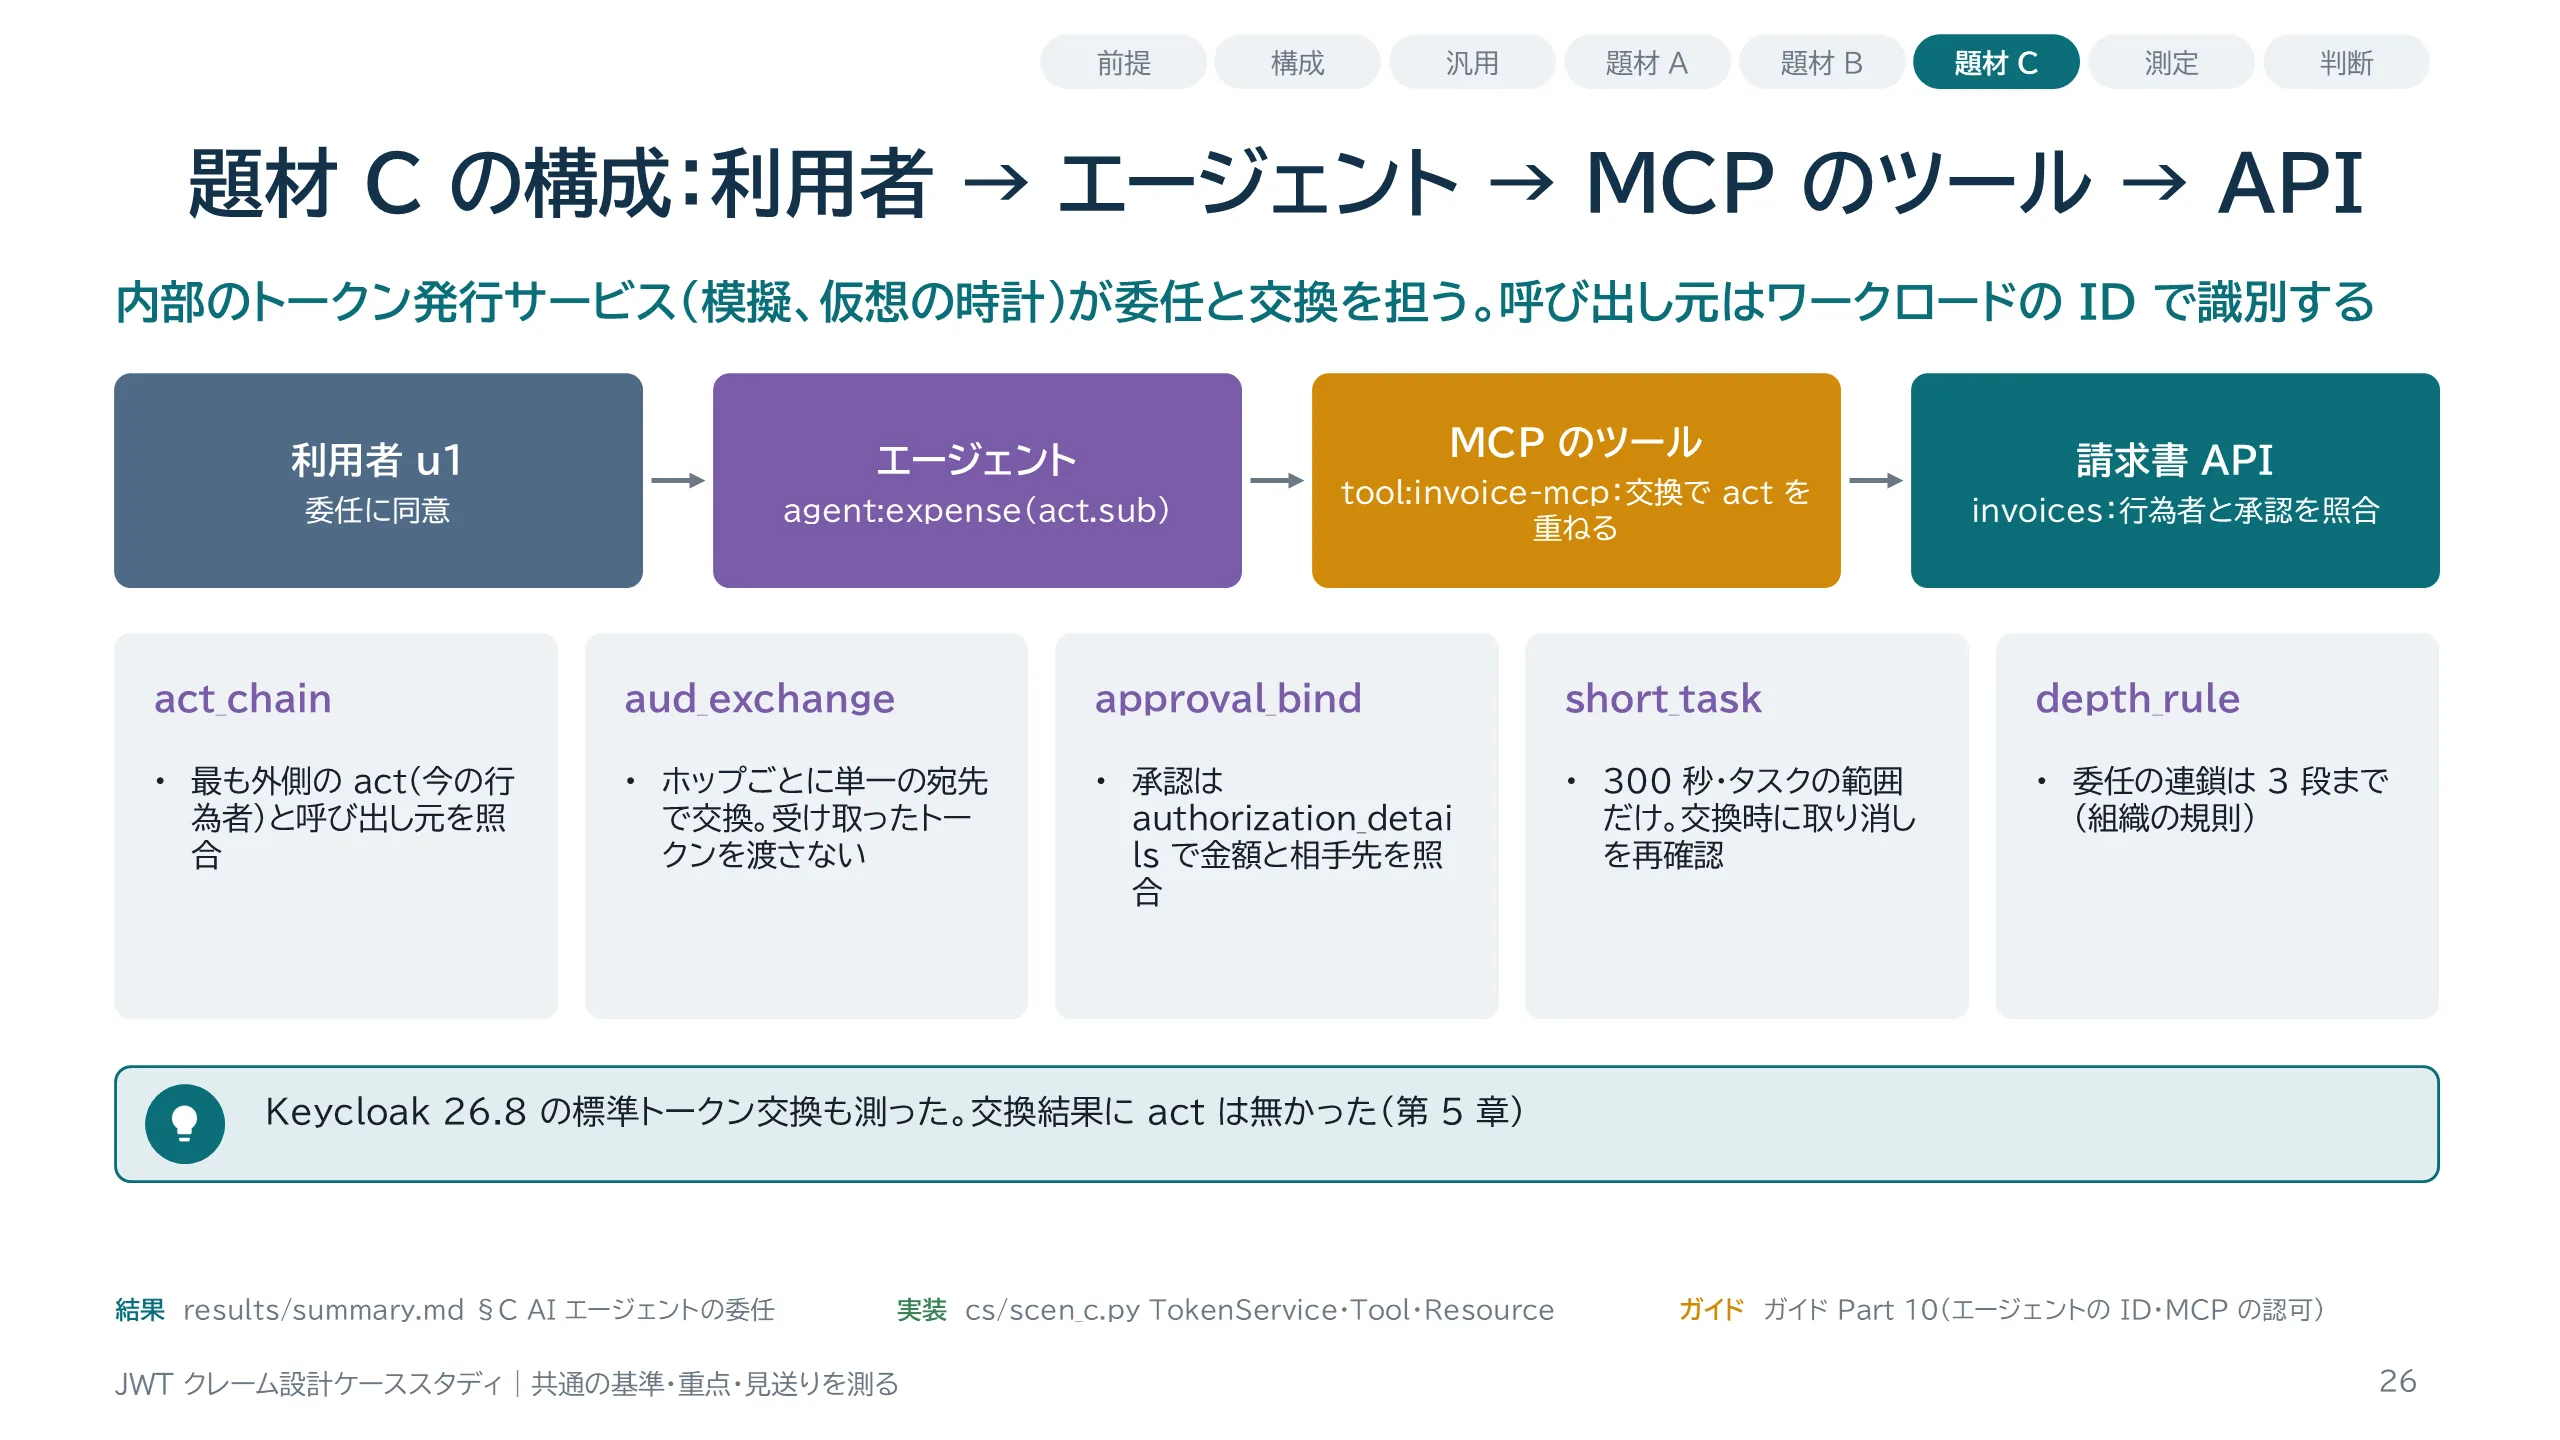 前提
構成
汎用
題材 A
題材 B
題材 C
測定
判断
題材 C の構成：利用者 → エージェント → MCP のツール → API
内部のトークン発行サービス（模擬、仮想の時計）が委任と交換を担う。呼び出し元はワークロードの ID で識別する
利用者 u1
委任に同意
エージェント
agent:expense（act.sub）
MCP のツール
tool:invoice-mcp：交換で act を
重ねる
請求書 API
invoices：行為者と承認を照合
act_chain
• 最も外側の act（今の行
為者）と呼び出し元を照
合
aud_exchange
• ホップごとに単一の宛先
で交換。受け取ったトー
クンを渡さない
approval_bind
• 承認は
authorization_detai
ls で金額と相手先を照
合
short_task
• 300 秒・タスクの範囲
だけ。交換時に取り消し
を再確認
depth_rule
• 委任の連鎖は 3 段まで
（組織の規則）
Keycloak 26.8 の標準トークン交換も測った。交換結果に act は無かった（第 5 章）
結果 results/summary.md §C AI エージェントの委任
実装 cs/scen_c.py TokenService・Tool・Resource
ガイド ガイド Part 10（エージェントの ID・MCP の認可）
JWT クレーム設計ケーススタディ｜共通の基準・重点・見送りを測る
26